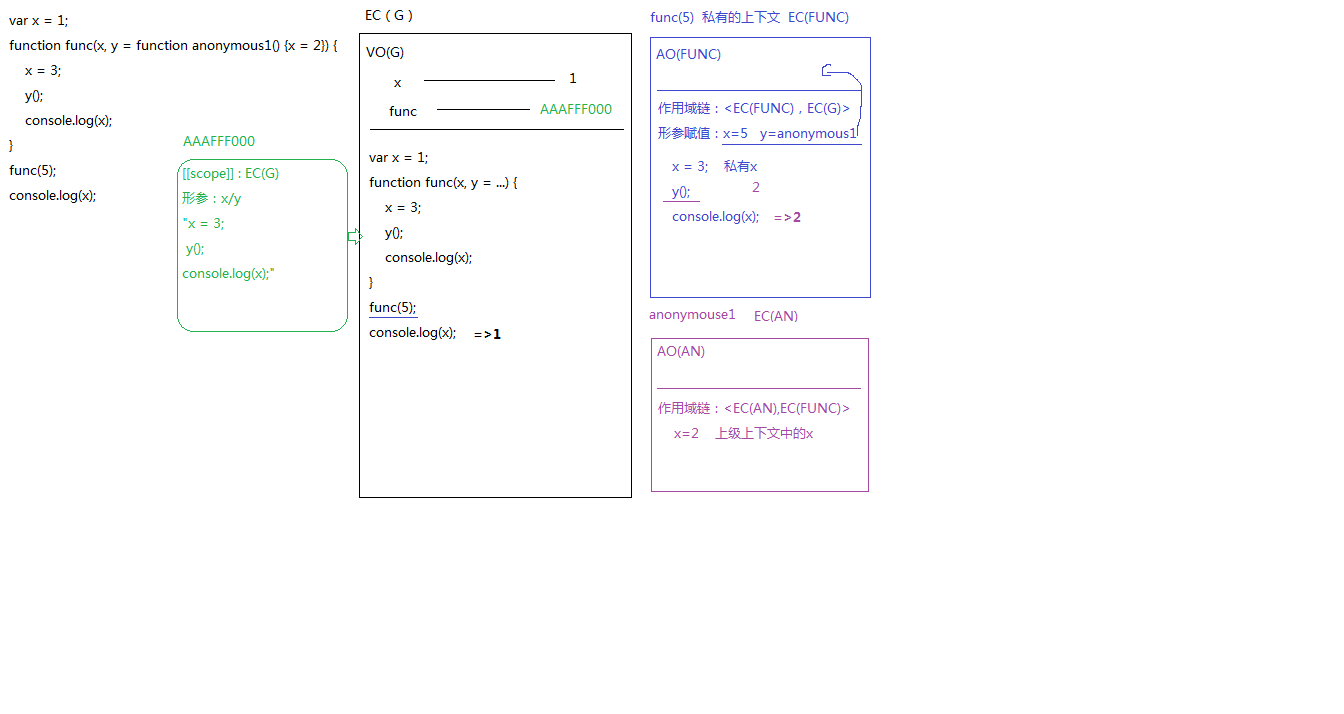 var x = 1;
function func(x, y = function anonymous1() {x = 2}) {
x = 3;
y();
console.log(x);
}
func(5);
console.log(x);
AAAFFF000
[[scope]] : EC(G)
形参：x/y
"x = 3;
y();
console.log(x);"
EC（G）
VO(G)
x 1
func AAAFFF000
var x = 1;
function func(x, y = ...) {
x = 3;
y();
console.log(x);
}
func(5);
console.log(x); =>1
func(5) 私有的上下文 EC(FUNC)
AO(FUNC)
作用域链：<EC(FUNC)，EC(G)>
形参赋值：x=5 y=anonymous1
x = 3; 私有x
y(); 2
console.log(x); =>2
anonymouse1 EC(AN)
AO(AN)
作用域链：<EC(AN),EC(FUNC)>
x=2 上级上下文中的x